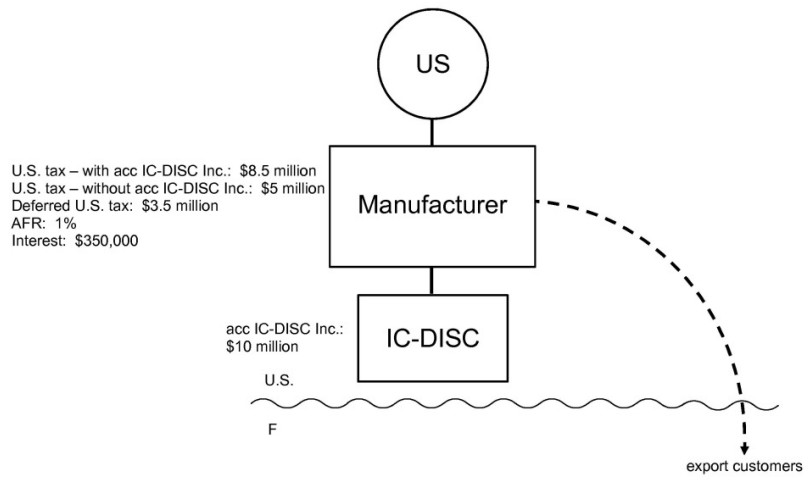 US
U.S. tax – with acc IC-DISC Inc.: $8.5 million
U.S. tax – without acc IC-DISC Inc.: $5 million
Deferred U.S. tax: $3.5 million
AFR: 1%
Interest: $350,000
Manufacturer
acc IC-DISC Inc.:
$10 million
IC-DISC
U.S.
F
export customers